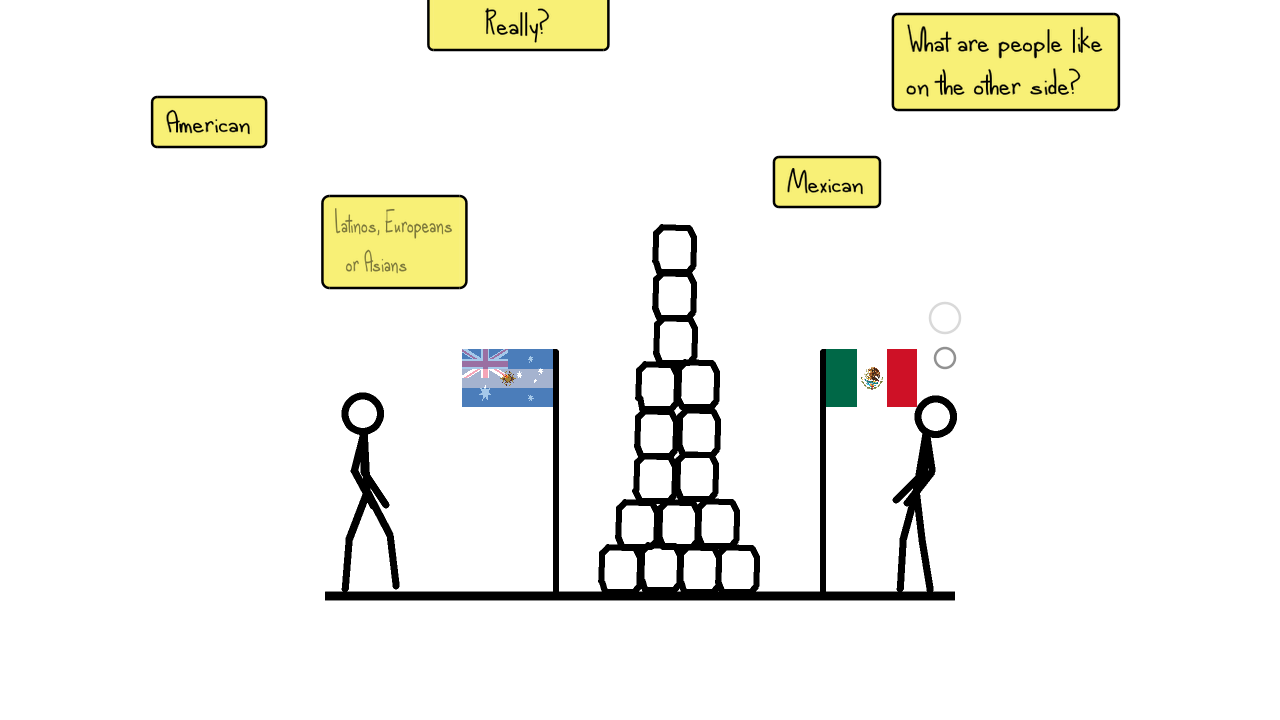 Really?
What are people like
on the other side?
American
Mexican
Latinos, Europeans
or Asians